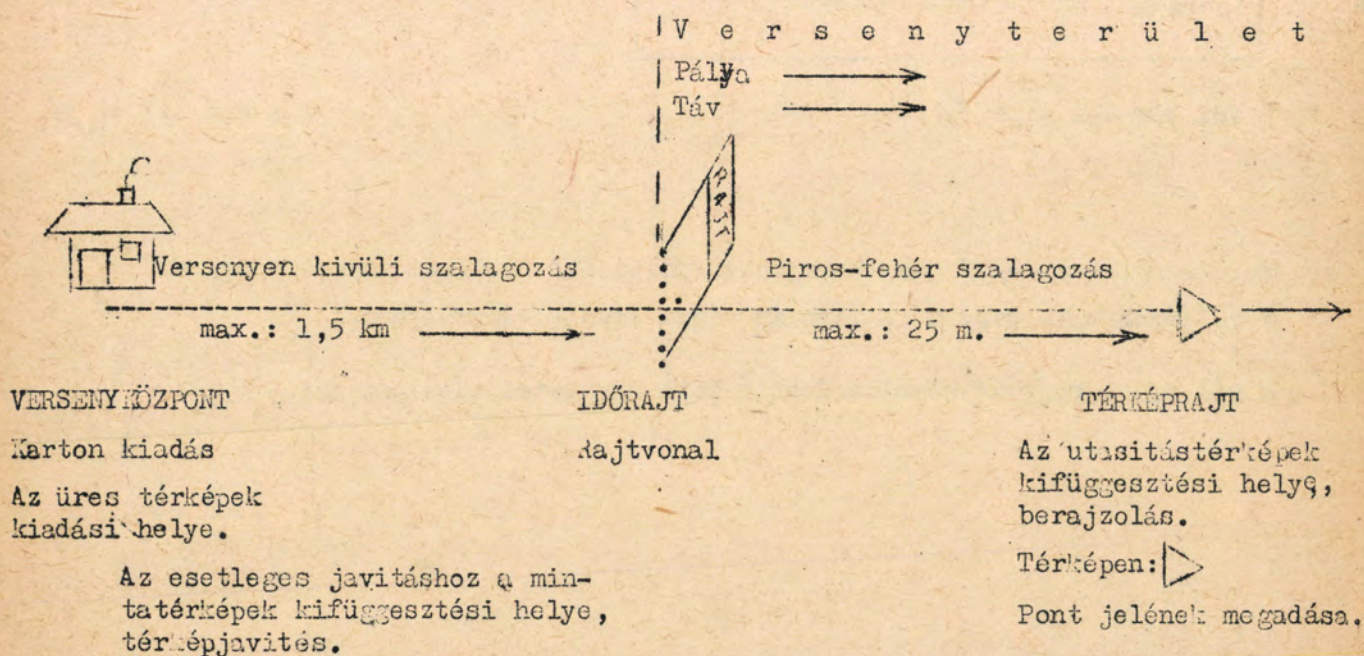 V e r s e n y t e r ü l e t
Pálya
Táv
RAJT
Versenyen kivüli szalagozás
Piros-fehér szalagozás
max.: 1,5 km
max.: 25 m.
VERSENYKÖZPONT
Karton kiadás
Az üres térképek
kiadási helye.
Az esetleges javitáshoz a min-
tatérképek kifüggesztési helye,
térképjavités.
IDŐRAJT
Rajtvonal
TÉRKÉPRAJT
Az utasitástérképek
kifüggesztési helye,
berajzolás.
Térképen:
Pont jelének megadása.